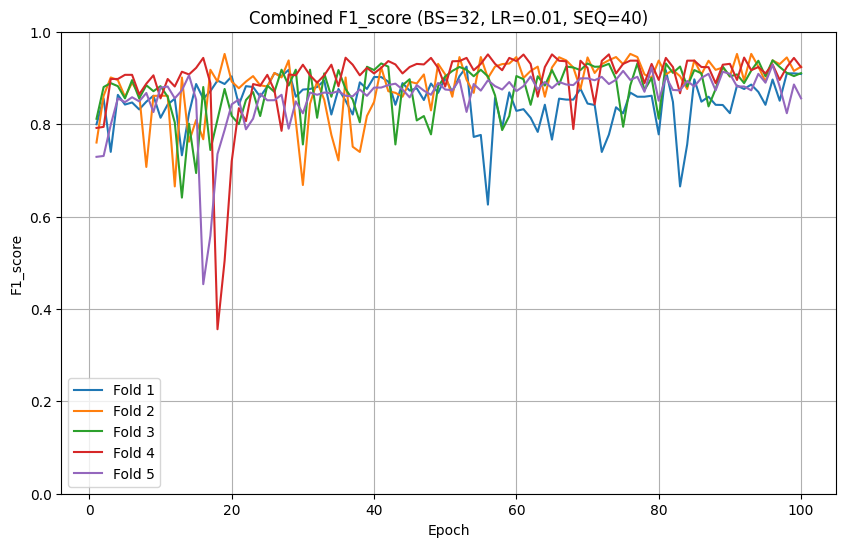 Combined F1_score (BS=32, LR=0.01, SEQ=40)
1.0
0.8
0.6
0.4
0.2
0.0
F1_score
Fold 1
Fold 2
Fold 3
Fold 4
Fold 5
0 20 40 60 80 100
Epoch